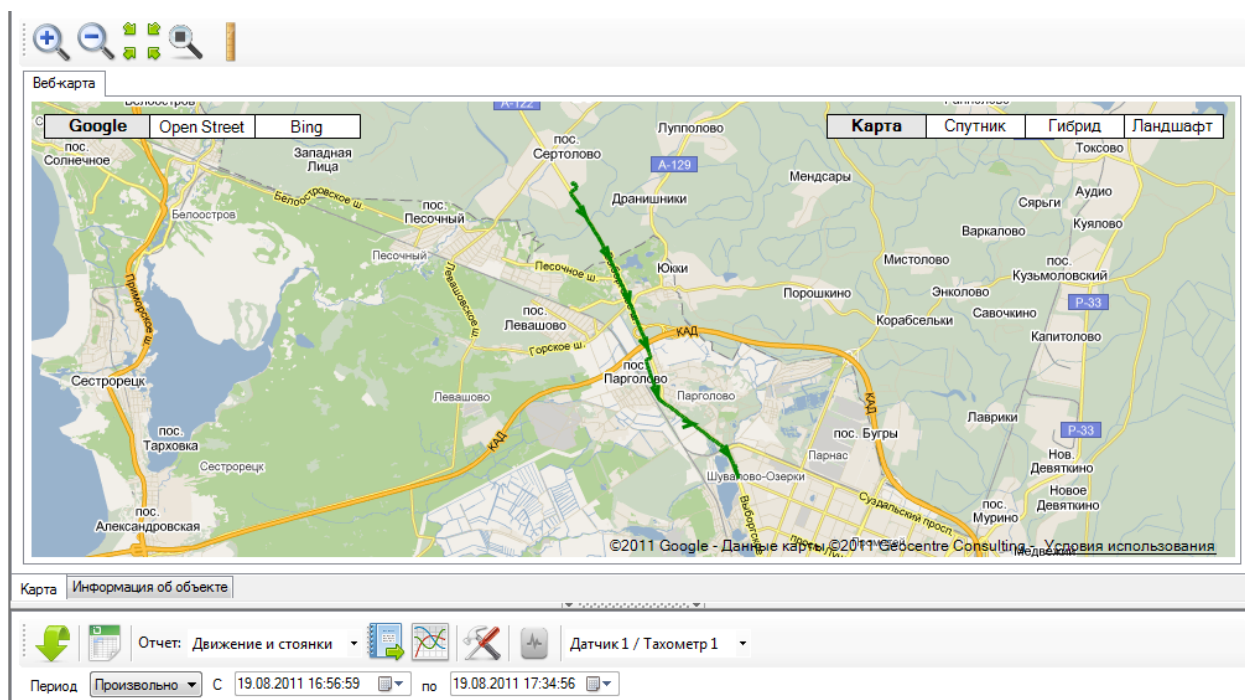 Веб-карта
Белоостров
А-122
Google
Open Street
Bing
Карта
Спутник
Гибрид
Ландшафт
пос.
Солнечное
Западная
Лица
пос.
Сертолово
Лупполово
А-129
Токсово
Мендсары
Дранишники
Аудио
Сярьги
Куялово
Белоостровское ш.
Белоостров
пос.
Песочный
Варкалово
Песочный
Песочное ш.
Юкки
Мистолово
пос.
Кузьмоловский
Приморское ш.
Левашовское ш.
Порошкино
Энколово
Р-33
пос.
Левашово
Корабсельки
Савочкино
Горское ш.
КАД
Капитолово
Сестрорецк
пос.
Парголово
Левашово
Парголово
КАД
Лаврики
пос.
Тарховка
КАД
пос. Бугры
Р-33
Сестрорецк
Парнас
Нов.
Девяткино
Шувалово-Озерки
Новое
Девяткино
пос.
Александровская
Суздальский просп.
пос.
Мурино
©2011 Google - Данные карты ©2011 Geocentre Consulting - Условия использования
Карта
Информация об объекте
Отчет: Движение и стоянки
Датчик 1 / Тахометр 1
Период Произвольно С 19.08.2011 16:56:59 по 19.08.2011 17:34:56